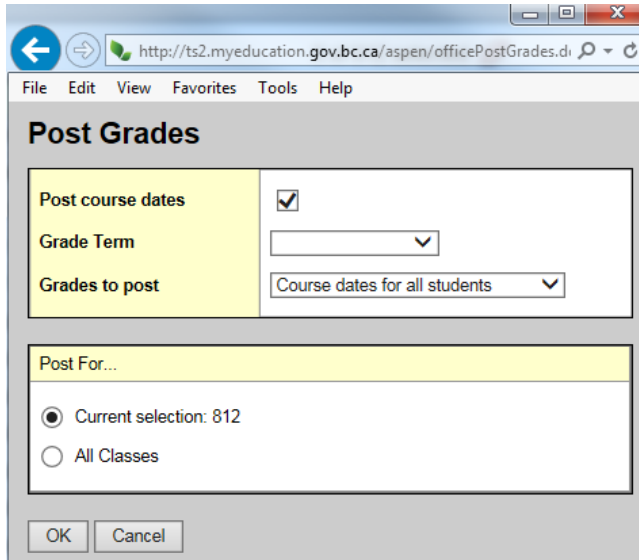 http://ts2.myeducation.gov.bc.ca/aspen/officePostGrades.d
File Edit View Favorites Tools Help
Post Grades
Post course dates
Grade Term
Grades to post Course dates for all students
Post For...
Current selection: 812
All Classes
OK Cancel